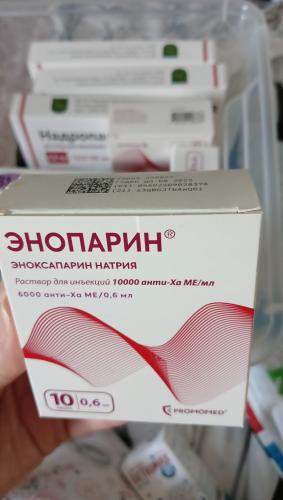 Надропа
ЭНОПАРИН®
ЭНОКСАПАРИН НАТРИЯ
Раствор для инъекций 10000 анти-Ха МЕ/мл
6000 анти-Ха МЕ/0,6 мл
10 0,6 мл
PROMOMED®